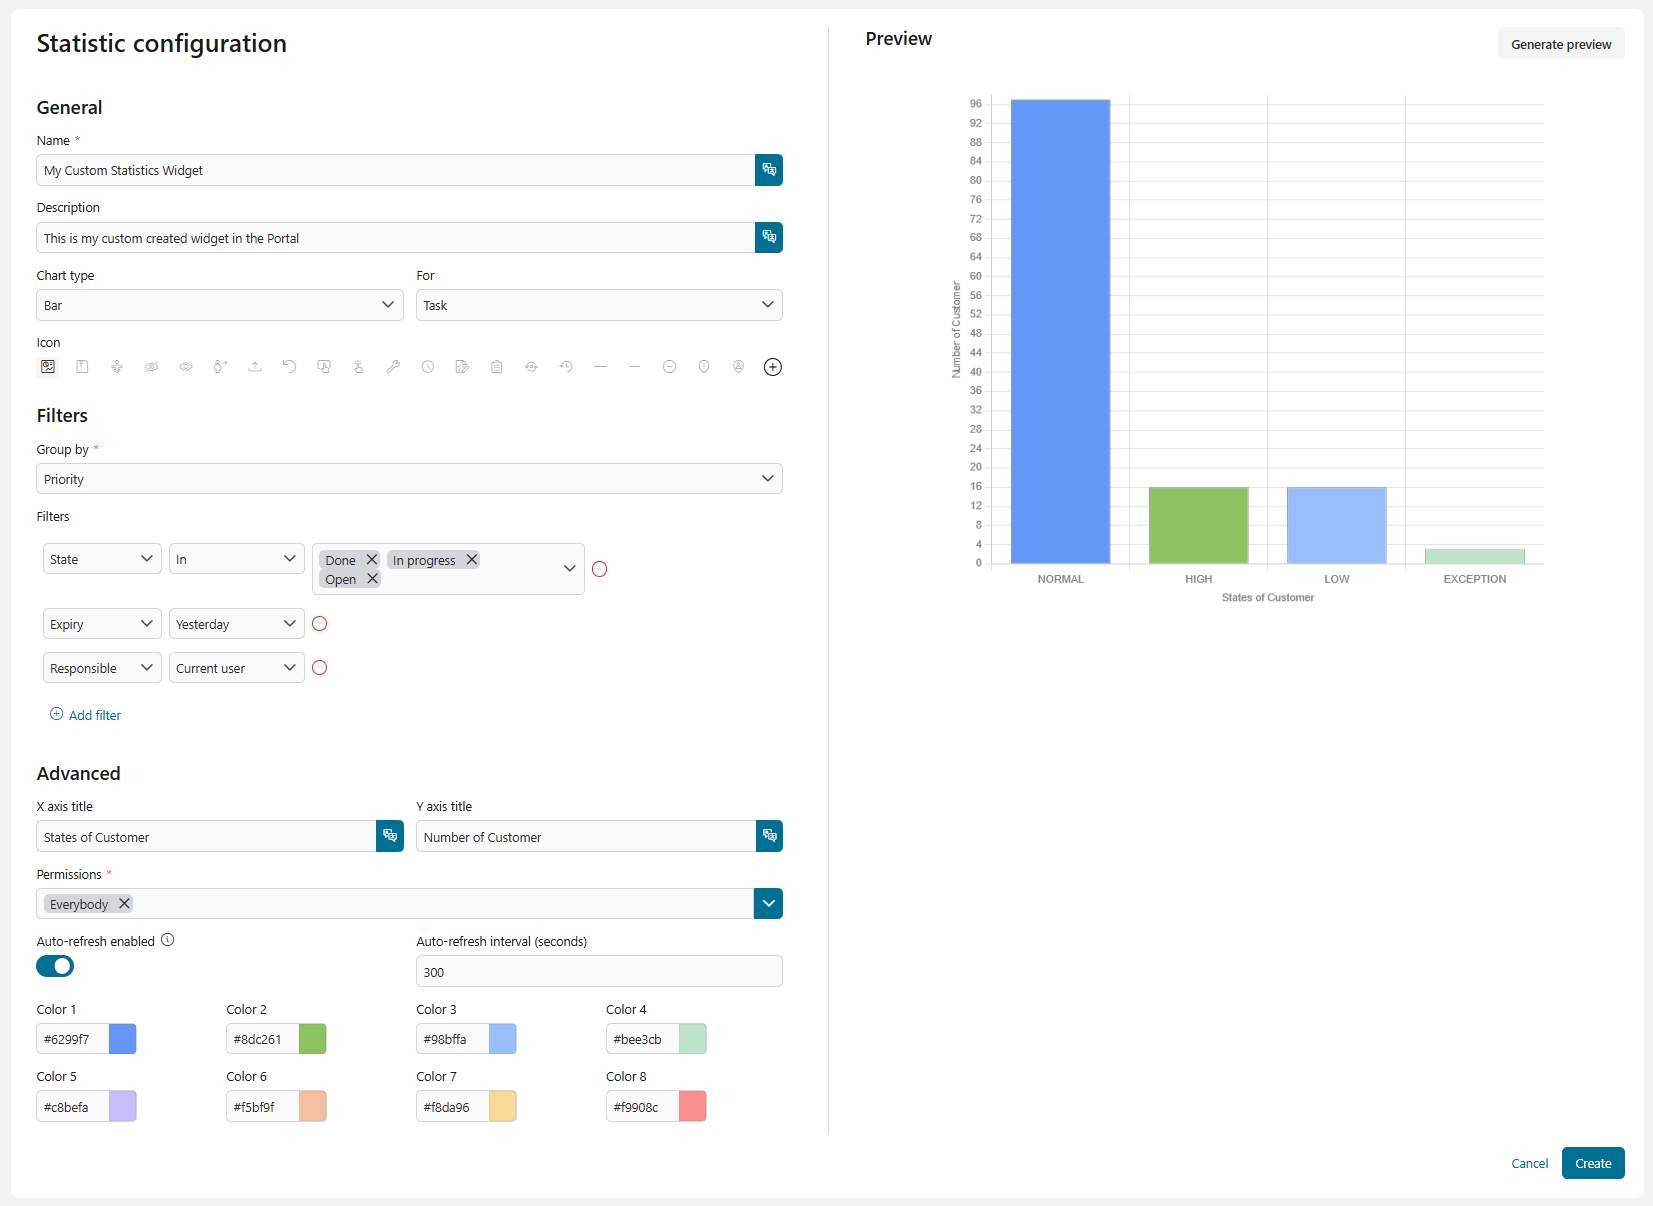 Statistic configuration
General
Name *
My Custom Statistics Widget
Description
This is my custom created widget in the Portal
Chart type
For
Bar
Task
Icon
Filters
Group by *
Priority
Filters
State
In
Done
In progress
Open
Expiry
Yesterday
Responsible
Current user
Add filter
Advanced
X axis title
Y axis title
States of Customer
Number of Customer
Permissions *
Everybody
Auto-refresh enabled
Auto-refresh interval (seconds)
300
Color 1
Color 2
Color 3
Color 4
#6299f7
#8dc261
#98bffa
#bee3cb
Color 5
Color 6
Color 7
Color 8
#c8befa
#f5bf9f
#f8da96
#f9908c
Preview
Generate preview
96
92
88
84
80
76
72
68
64
60
56
52
48
44
40
36
32
28
24
20
16
12
8
4
0
Number of Customer
NORMAL
HIGH
LOW
EXCEPTION
States of Customer
Cancel
Create